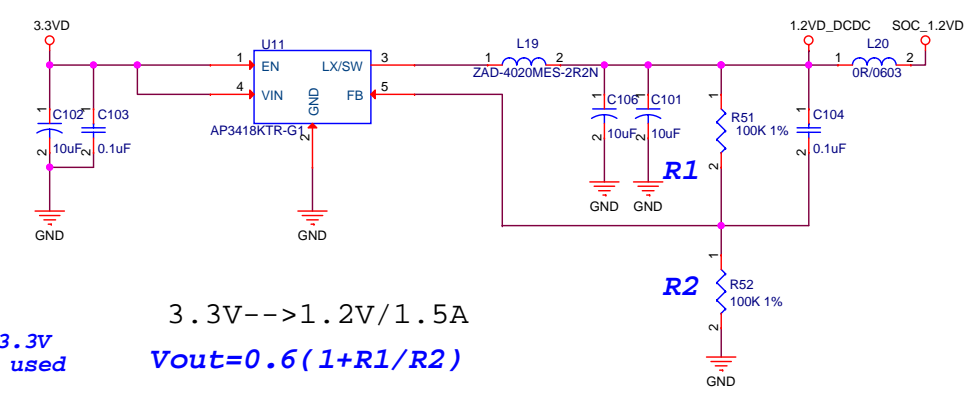 3.3VD
1.2VD_DCDC SOC_1.2VD
U11
L19
L20
1 EN LX/SW 3
1 2
1 2
ZAD-4020MES-2R2N
0R/0603
4 VIN GND FB 5
AP3418KTR-G1
2
1 C102 1 C103
2 10uF 2 0.1uF
1 C106 1 C101
2 10uF 2 10uF
1 R51
100K 1%
2
1 C104
2 0.1uF
R1
GND
GND
GND GND
R2
1 R52
100K 1%
2
GND
3.3V-->1.2V/1.5A
3.3V
used
Vout=0.6(1+R1/R2)